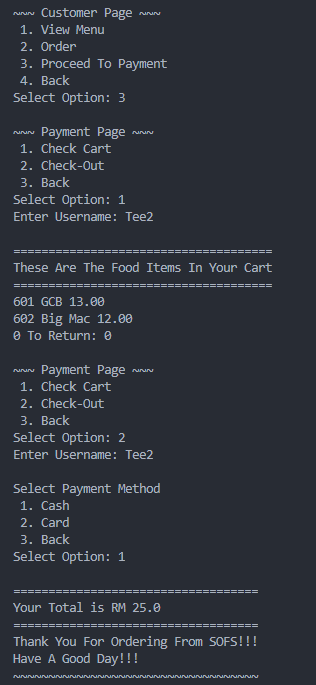 ~~~ Customer Page ~~~
1. View Menu
2. Order
3. Proceed To Payment
4. Back
Select Option: 3
~~~ Payment Page ~~~
1. Check Cart
2. Check-Out
3. Back
Select Option: 1
Enter Username: Tee2
=====================================
These Are The Food Items In Your Cart
=====================================
601 GCB 13.00
602 Big Mac 12.00
0 To Return: 0
~~~ Payment Page ~~~
1. Check Cart
2. Check-Out
3. Back
Select Option: 2
Enter Username: Tee2
Select Payment Method
1. Cash
2. Card
3. Back
Select Option: 1
===================================
Your Total is RM 25.0
===================================
Thank You For Ordering From SOFS!!!
Have A Good Day!!!
~~~~~~~~~~~~~~~~~~~~~~~~~~~~~~~~~~~